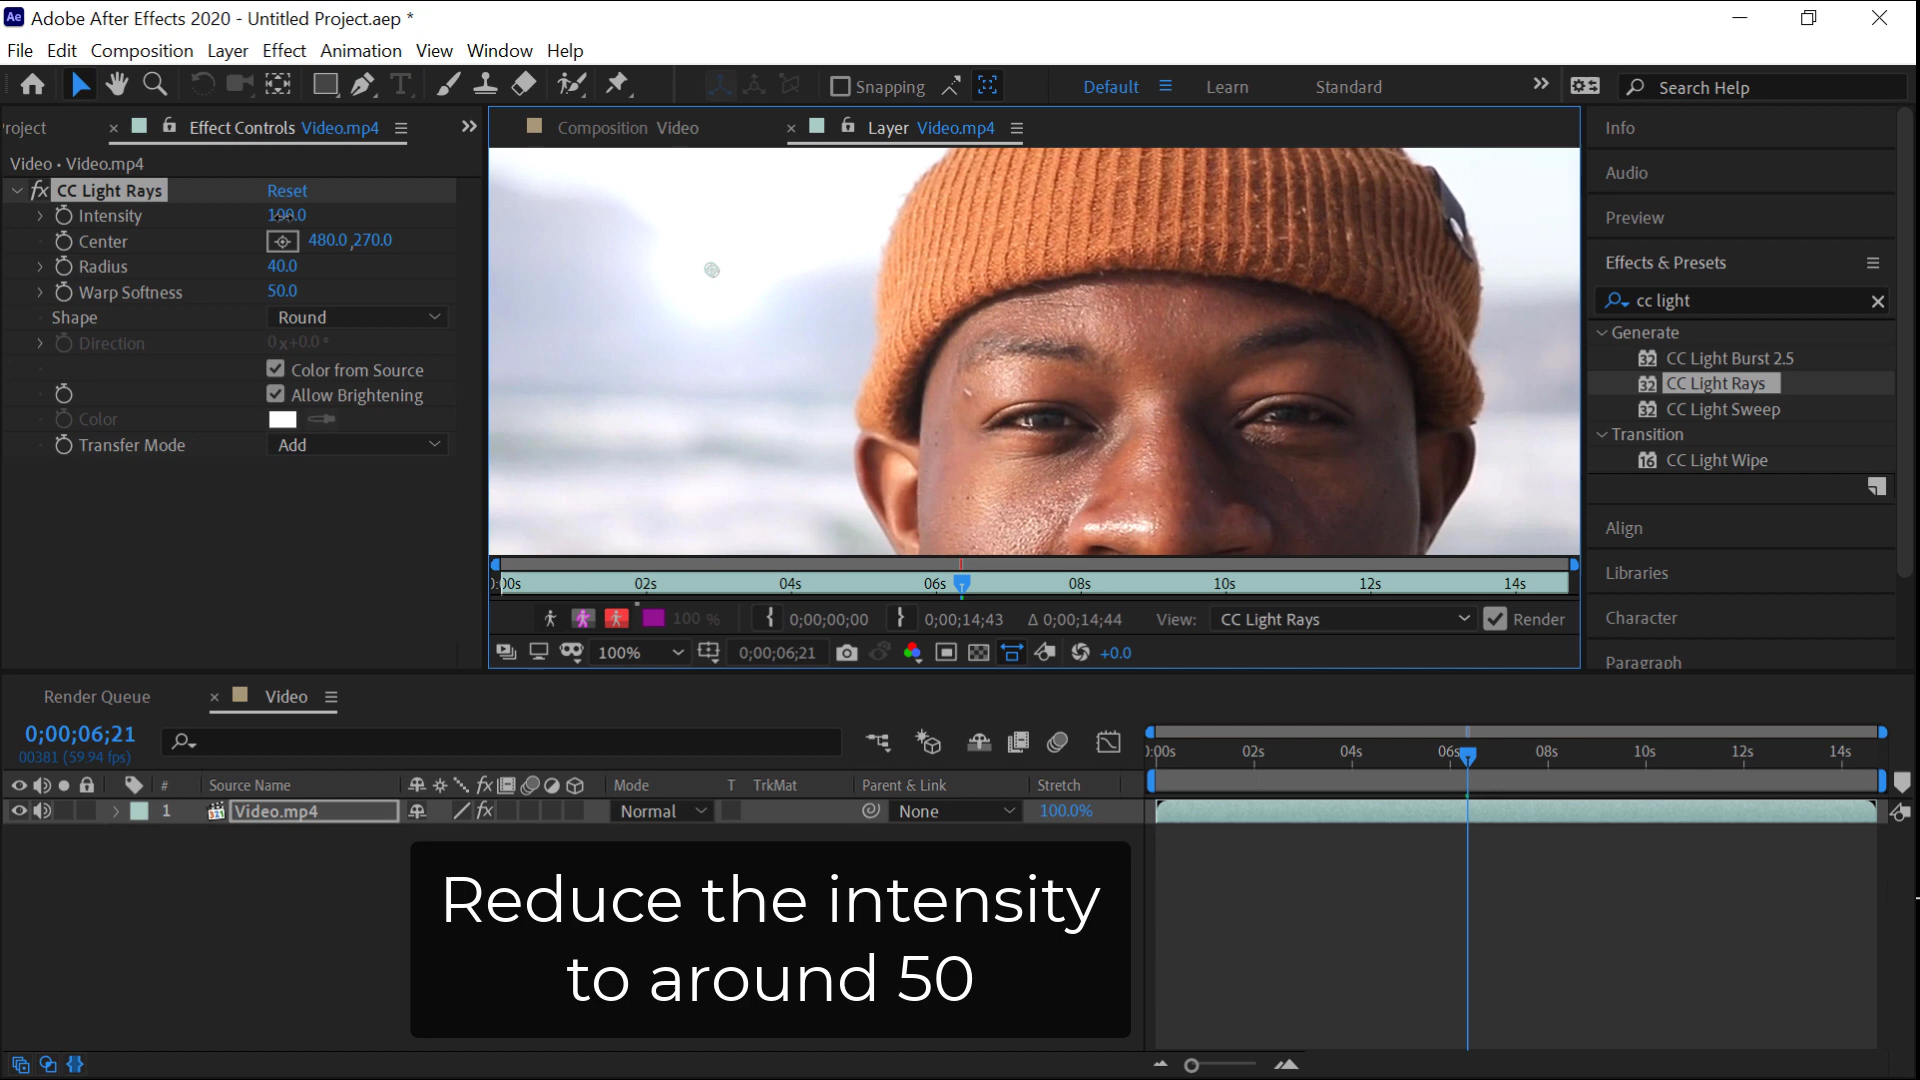 Ae Adobe After Effects 2020 - Untitled Project.aep *
File Edit Composition Layer Effect Animation View Window Help
Snapping Default Learn Standard Search Help
roject Effect Controls Video.mp4
Composition Video Layer Video.mp4
Video • Video.mp4
fx CC Light Rays Reset
Intensity
Center 480.0,270.0
Radius 40.0
Warp Softness 50.0
Shape Round
Direction 0x+0.0°
Color from Source
Allow Brightening
Color
Transfer Mode Add
:00s 02s 04s 06s 08s 10s 12s 14s
100 % 0;00;00;00 0;00;14;43 Δ 0;00;14;44 View: CC Light Rays Render
100% 0;00;06;21 +0.0
Info
Audio
Preview
Effects & Presets
cc light
Generate
32 CC Light Burst 2.5
32 CC Light Rays
32 CC Light Sweep
Transition
16 CC Light Wipe
Align
Libraries
Character
Paragraph
Render Queue Video
0;00;06;21
00381 (59.94 fps)
:00s 02s 04s 06s 08s 10s 12s 14s
# Source Name fx Mode T TrkMat Parent & Link Stretch
1 Video.mp4 fx Normal None 100.0%
Reduce the intensity
to around 50